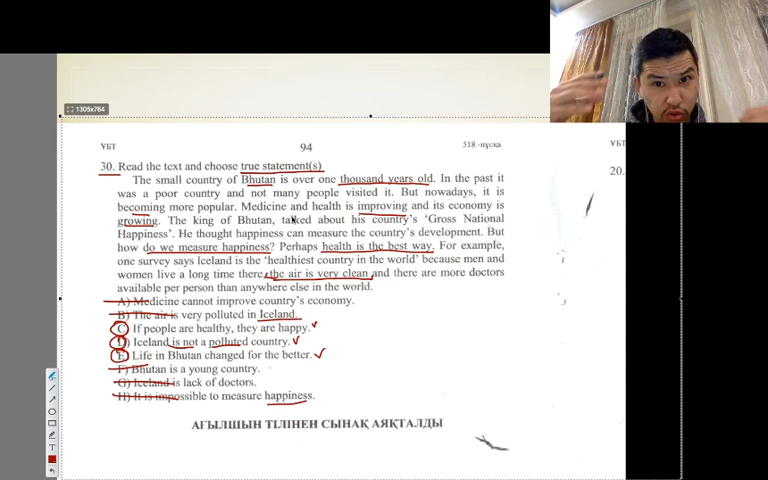 1305x764
ҰБТ 94 518 -нұсқа ҰБТ
30. Read the text and choose true statement(s) 20.
The small country of Bhutan is over one thousand years old. In the past it
was a poor country and not many people visited it. But nowadays, it is
becoming more popular. Medicine and health is improving and its economy is
growing. The king of Bhutan, talked about his country's 'Gross National
Happiness'. He thought happiness can measure the country's development. But
how do we measure happiness? Perhaps health is the best way. For example,
one survey says Iceland is the 'healthiest country in the world' because men and
women live a long time there, the air is very clean and there are more doctors
available per person than anywhere else in the world.
A) Medicine cannot improve country's economy.
B) The air is very polluted in Iceland.
C) If people are healthy, they are happy.
D) Iceland is not a polluted country.
E) Life in Bhutan changed for the better.
F) Bhutan is a young country.
G) Iceland is lack of doctors.
H) It is impossible to measure happiness.
АҒЫЛШЫН ТІЛІНЕН СЫНАҚ АЯҚТАЛДЫ
T